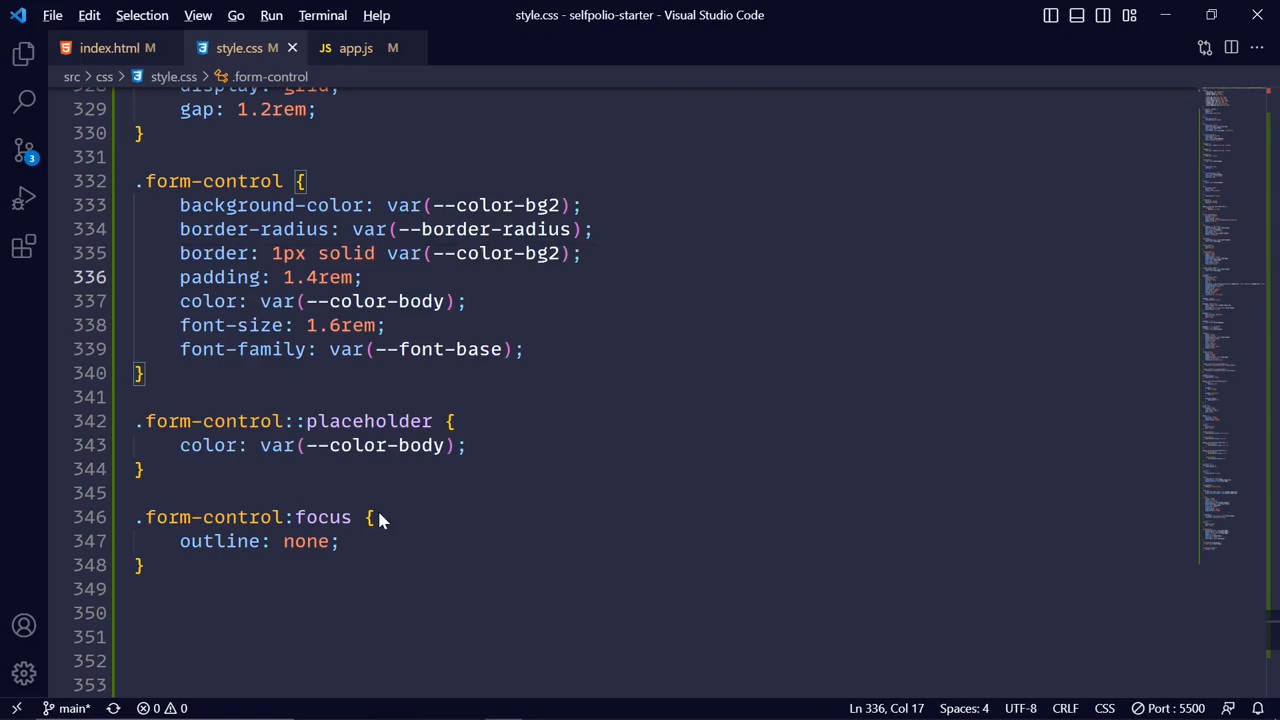 File Edit Selection View Go Run Terminal Help style.css - selfpolio-starter - Visual Studio Code
index.html M style.css M JS app.js M
src css style.css .form-control
328 display: grid;
329 gap: 1.2rem;
330 }
331
332 .form-control {
333 background-color: var(--color-bg2);
334 border-radius: var(--border-radius);
335 border: 1px solid var(--color-bg2);
336 padding: 1.4rem;
337 color: var(--color-body);
338 font-size: 1.6rem;
339 font-family: var(--font-base);
340 }
341
342 .form-control::placeholder {
343 color: var(--color-body);
344 }
345
346 .form-control:focus {
347 outline: none;
348 }
349
350
351
352
353
3
main* 0 0 Ln 336, Col 17 Spaces: 4 UTF-8 CRLF CSS Port : 5500